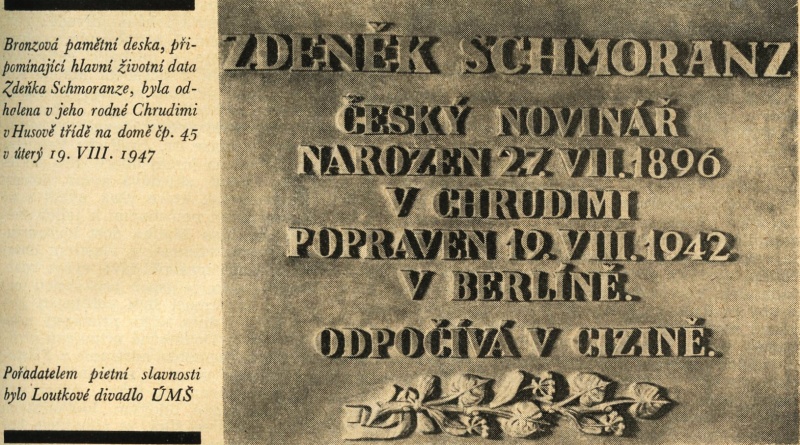 Bronzová pamětní deska, při-
pomínající hlavní životní data
Zdeňka Schmoranze, byla od-
halena v jeho rodné Chrudimi
v Husově třídě na domě čp. 45
v úterý 19. VIII. 1947
Pořadatelem pietní slavnosti
bylo Loutkové divadlo ÚMŠ
ZDENĚK SCHMORANZ
ČESKÝ NOVINÁŘ
NAROZEN 27. VII. 1896
V CHRUDIMI
POPRAVEN 19. VIII. 1942
V BERLÍNĚ.
ODPOČÍVÁ V CIZINĚ.